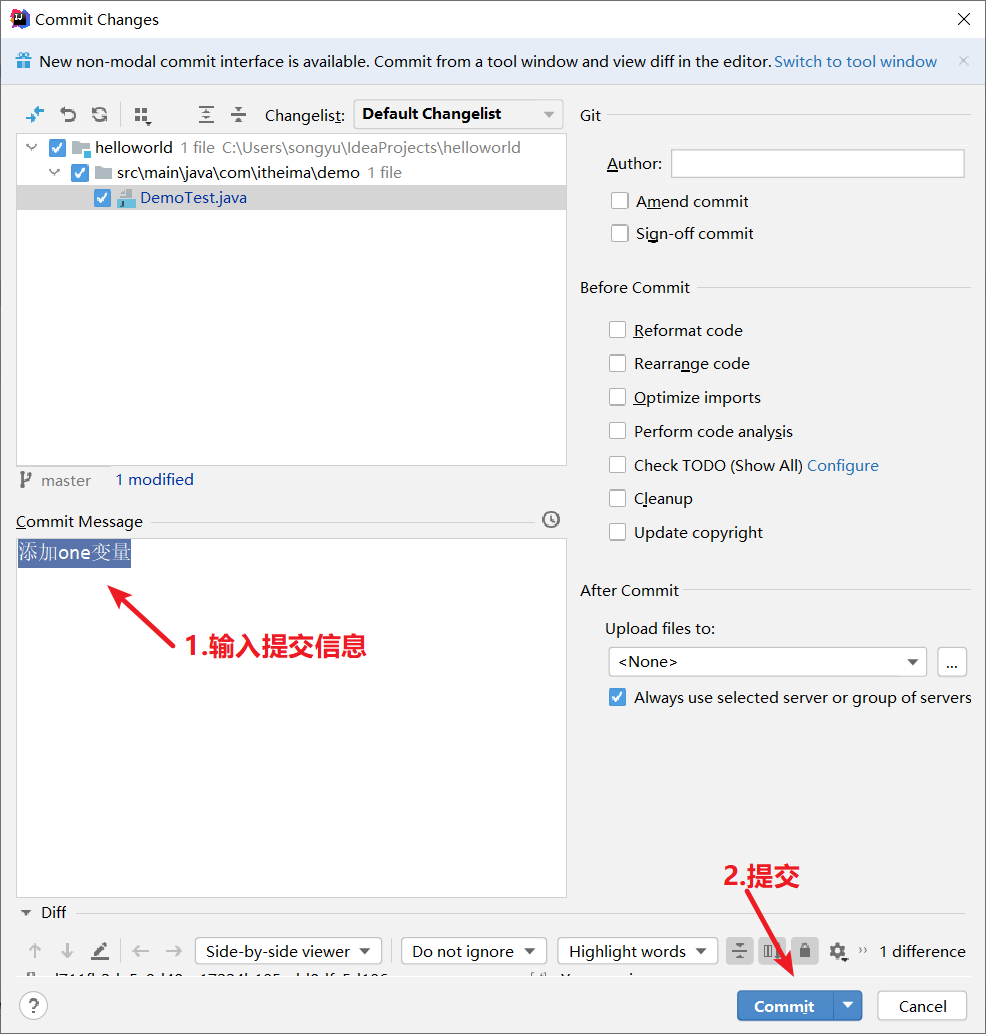 Commit Changes
New non-modal commit interface is available. Commit from a tool window and view diff in the editor. Switch to tool window
Changelist: Default Changelist
helloworld 1 file C:\Users\songyu\IdeaProjects\helloworld
src\main\java\com\itheima\demo 1 file
DemoTest.java
master 1 modified
Commit Message
添加one变量
1.输入提交信息
Git
Author:
Amend commit
Sign-off commit
Before Commit
Reformat code
Rearrange code
Optimize imports
Perform code analysis
Check TODO (Show All) Configure
Cleanup
Update copyright
After Commit
Upload files to:
<None> ...
Always use selected server or group of servers
2.提交
Diff
Side-by-side viewer Do not ignore Highlight words 1 difference
? Commit Cancel